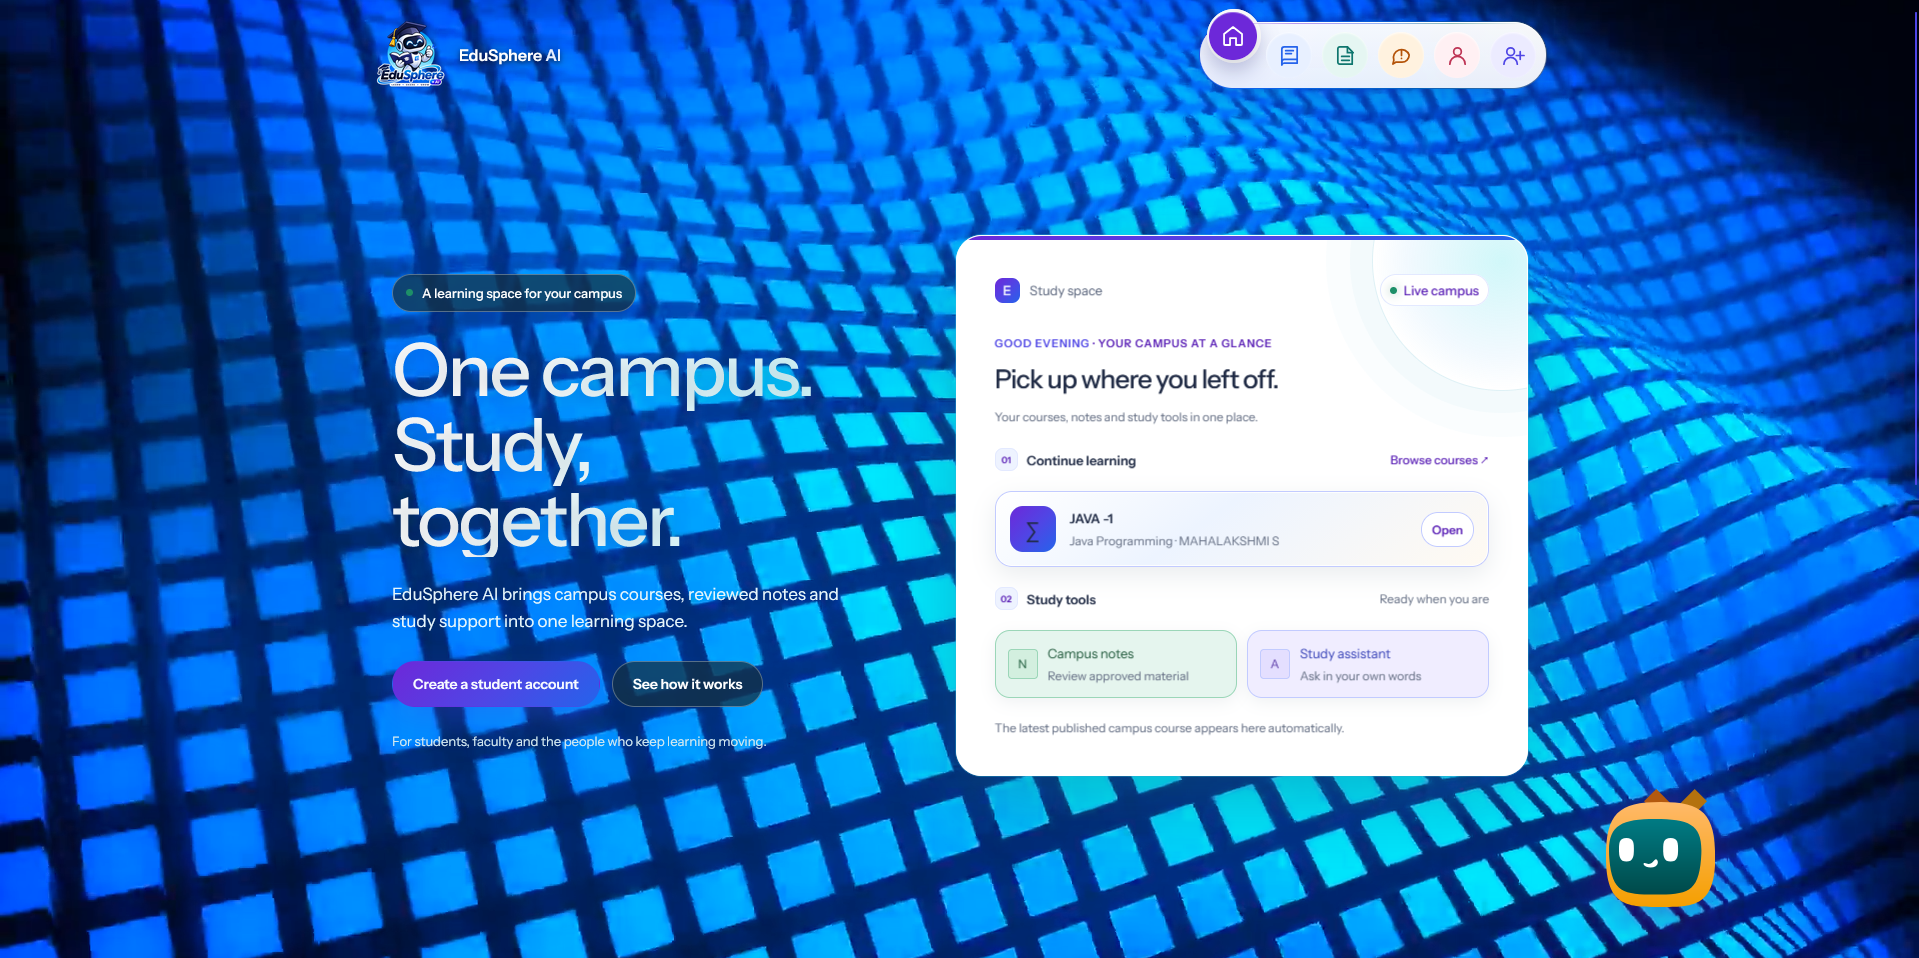 EduSphere
EduSphere AI
A learning space for your campus
One campus.
Study,
together.
EduSphere AI brings campus courses, reviewed notes and
study support into one learning space.
Create a student account
See how it works
For students, faculty and the people who keep learning moving.
E
Study space
Live campus
GOOD EVENING · YOUR CAMPUS AT A GLANCE
Pick up where you left off.
Your courses, notes and study tools in one place.
01
Continue learning
Browse courses ↗
∑
JAVA -1
Java Programming · MAHALAKSHMI S
Open
02
Study tools
Ready when you are
N
Campus notes
Review approved material
A
Study assistant
Ask in your own words
The latest published campus course appears here automatically.